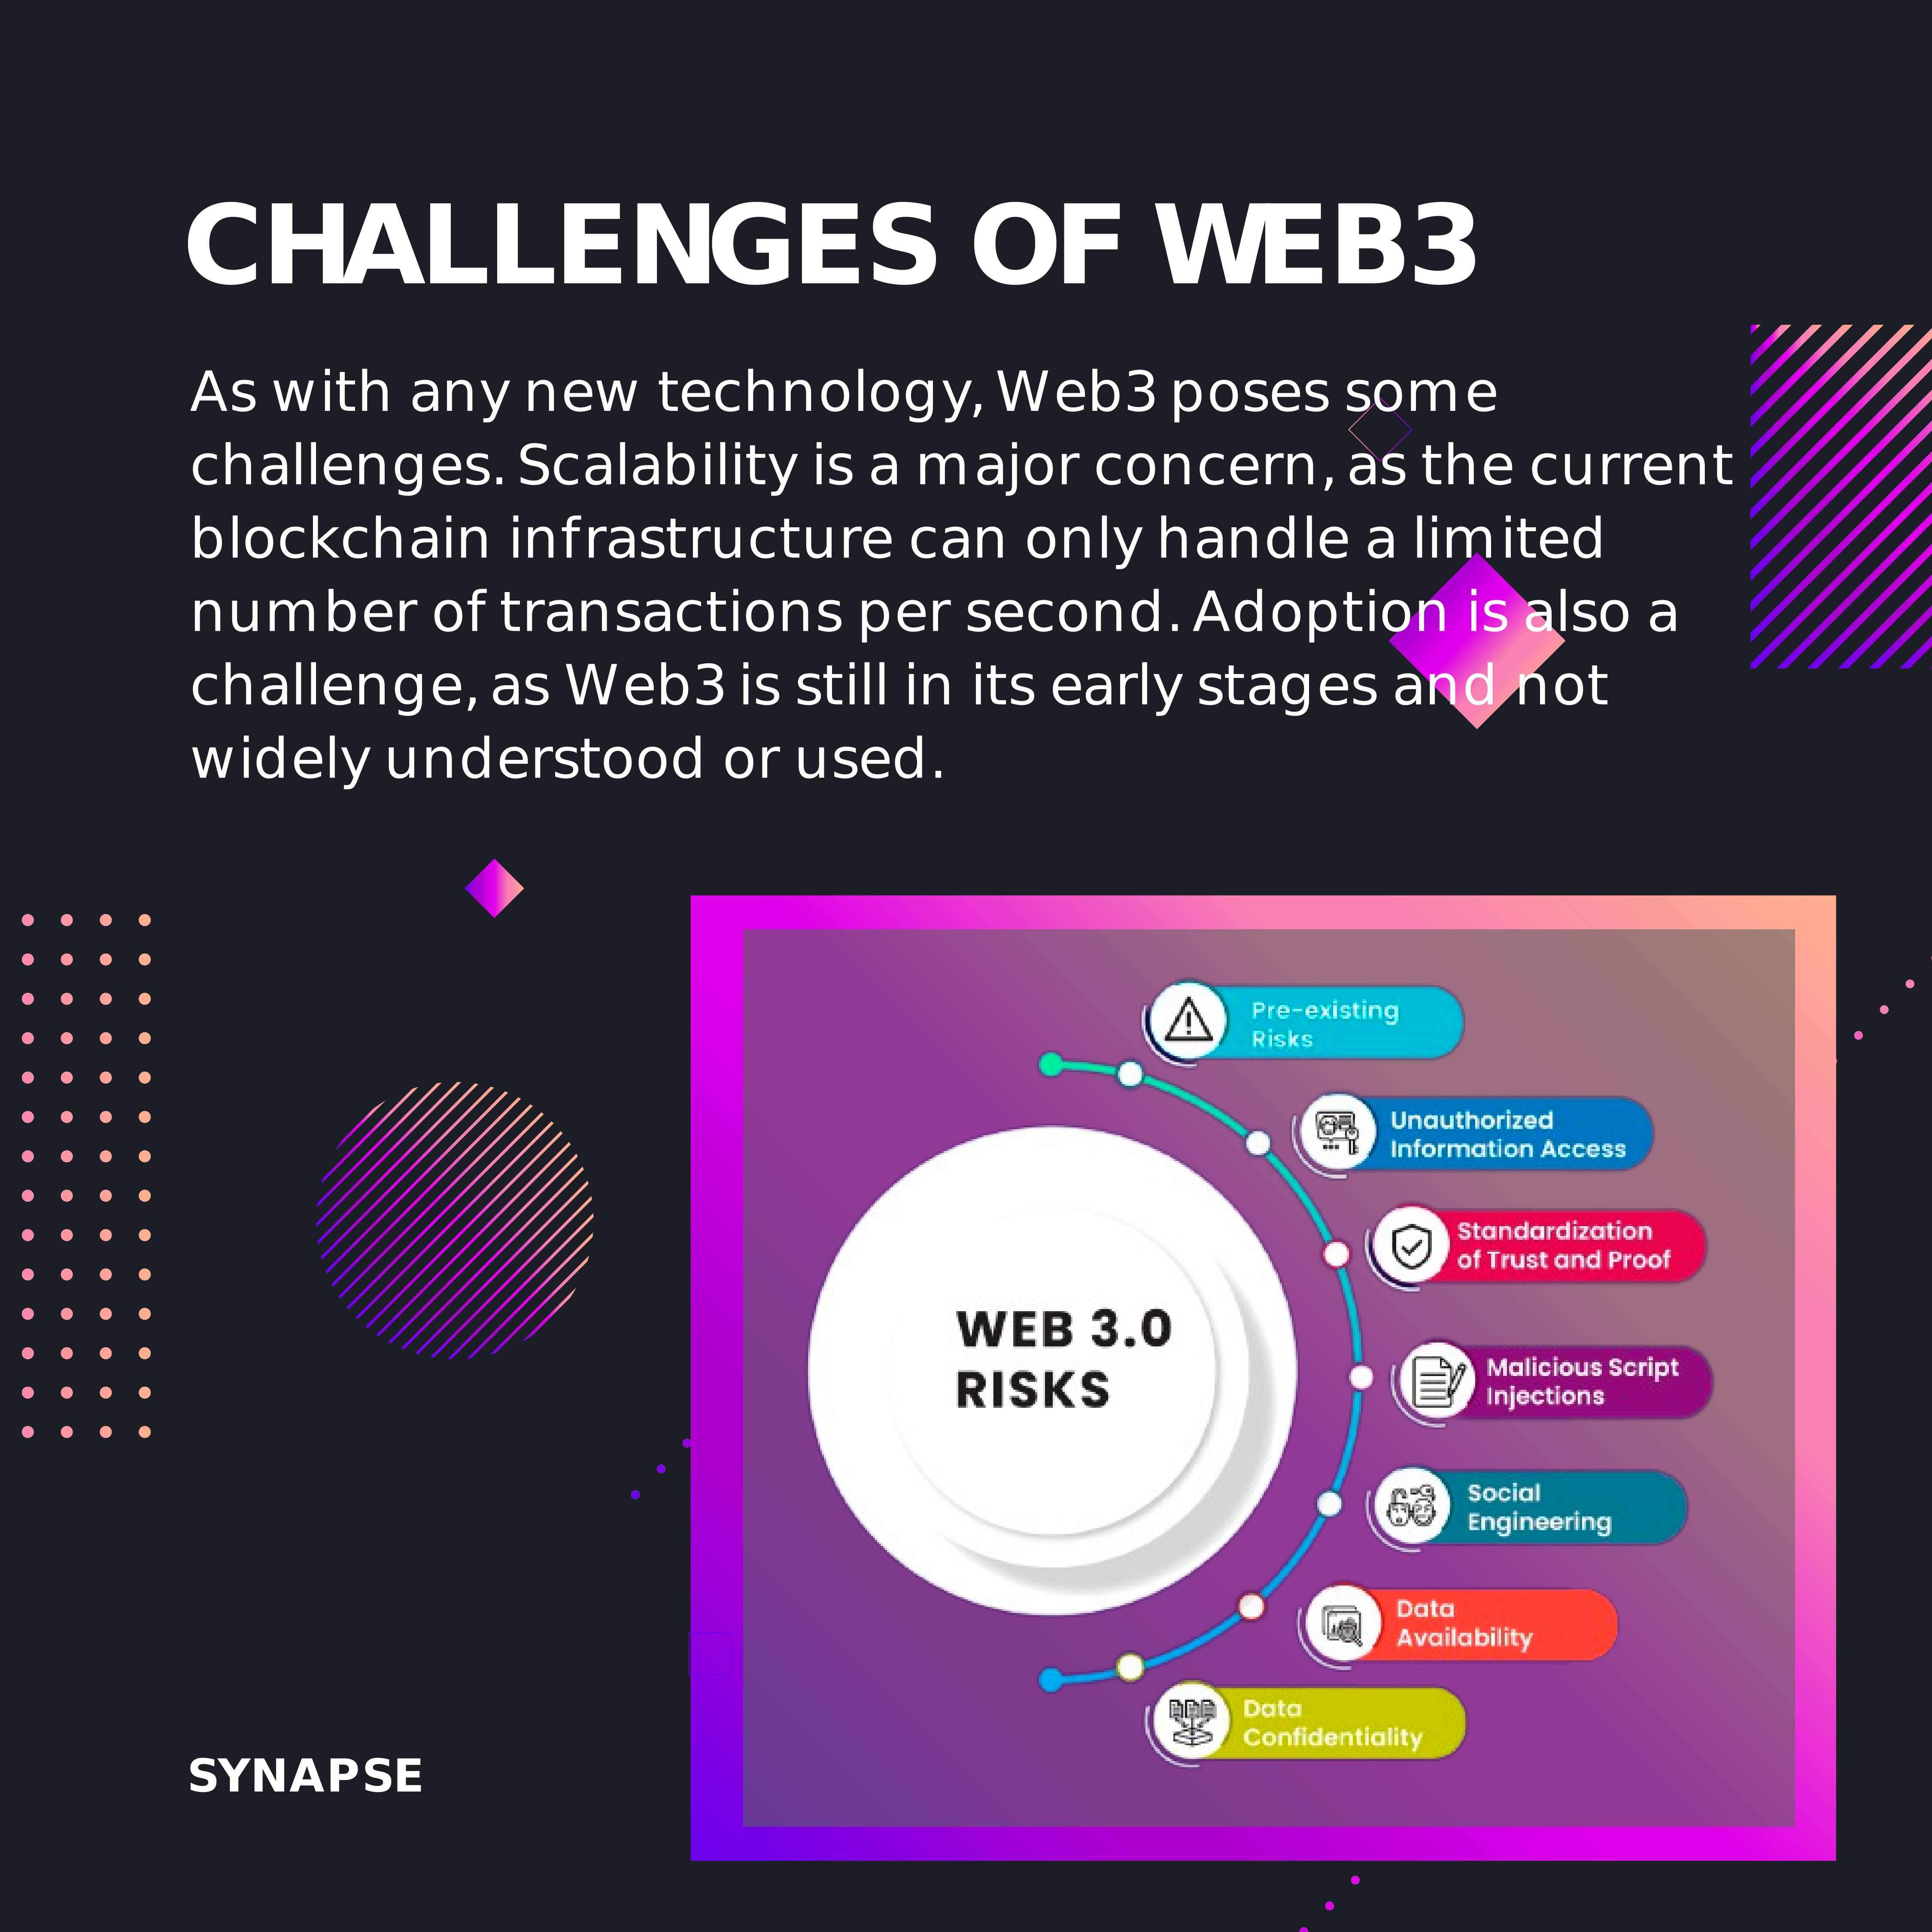 CHALLENGES OF WEB3
As with any new technology, Web3 poses some
challenges. Scalability is a major concern, as the current
blockchain infrastructure can only handle a limited
number of transactions per second. Adoption is also a
challenge, as Web3 is still in its early stages and not
widely understood or used.
Pre-existing
Risks
Unauthorized
Information Access
Standardization
of Trust and Proof
WEB 3.0
RISKS
Malicious Script
Injections
Social
Engineering
Data
Availability
Data
Confidentiality
SYNAPSE